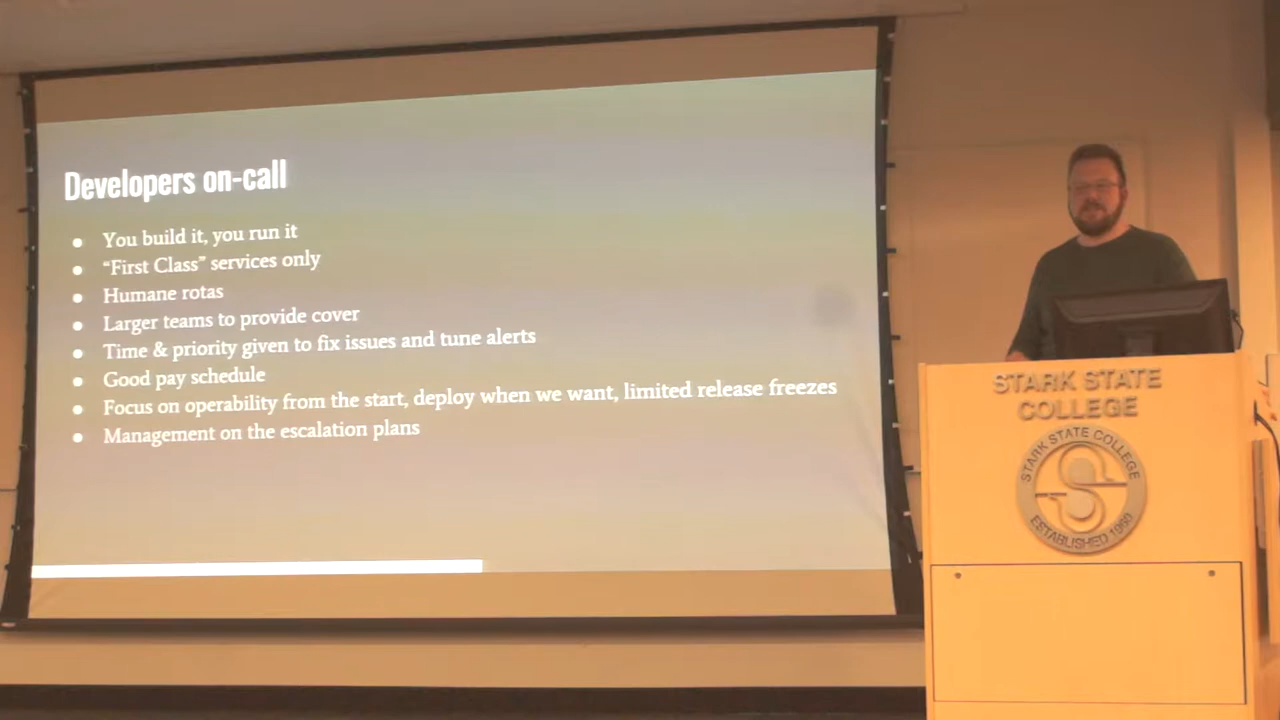 Developers on-call
● You build it, you run it
● “First Class” services only
● Humane rotas
● Larger teams to provide cover
● Time & priority given to fix issues and tune alerts
● Good pay schedule
● Focus on operability from the start, deploy when we want, limited release freezes
● Management on the escalation plans
STARK STATE
COLLEGE
STARK STATE COLLEGE
ESTABLISHED 1960